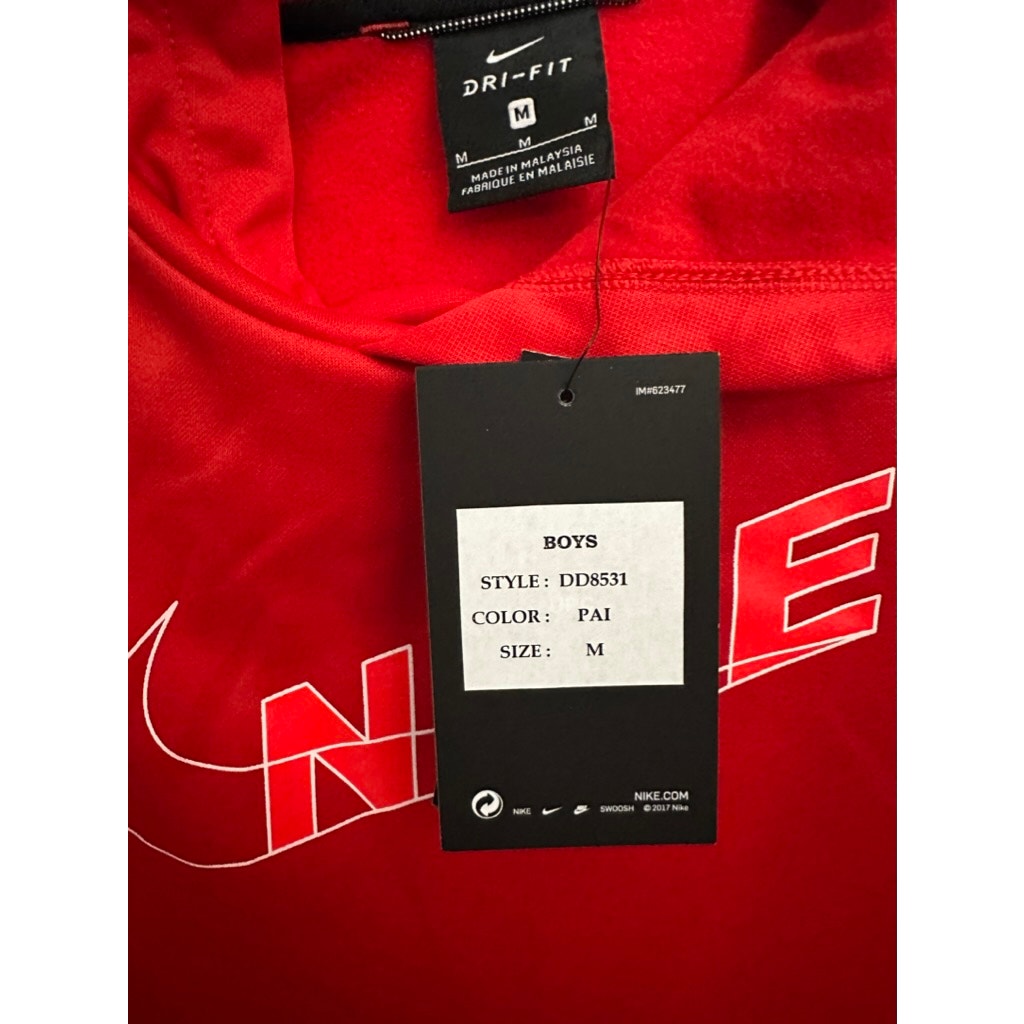 DRI-FIT
M
M M M
MADE IN MALAYSIA
FABRIQUE EN MALAISIE
IM#623477
BOYS
STYLE : DD8531
COLOR : PAI
SIZE : M
NIKE.COM
NIKE SWOOSH ©2017 Nike
N E